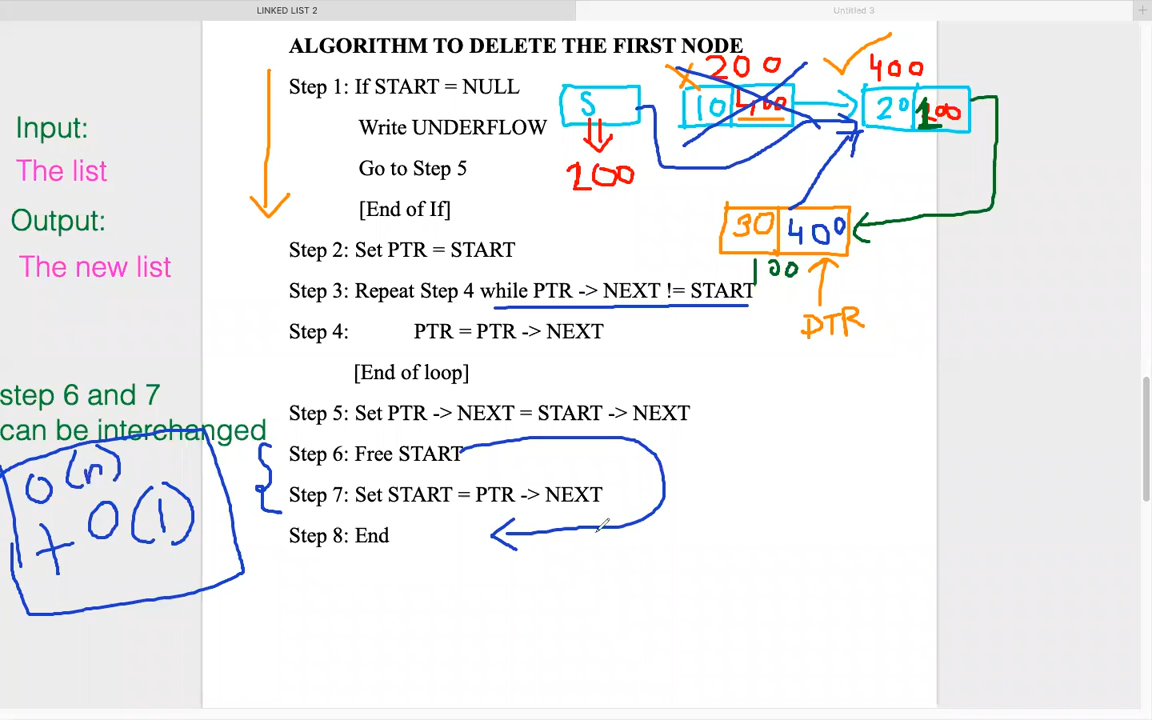 LINKED LIST 2
Untitled 3
ALGORITHM TO DELETE THE FIRST NODE
Step 1: If START = NULL
Write UNDERFLOW
Go to Step 5
[End of If]
Step 2: Set PTR = START
Step 3: Repeat Step 4 while PTR -> NEXT != START
Step 4: PTR = PTR -> NEXT
[End of loop]
Step 5: Set PTR -> NEXT = START -> NEXT
Step 6: Free START
Step 7: Set START = PTR -> NEXT
Step 8: End
Input:
The list
Output:
The new list
step 6 and 7
can be interchanged
O(n)
+ O(1)
200
400
S
10 400
20 100
200
30 400
100
PTR